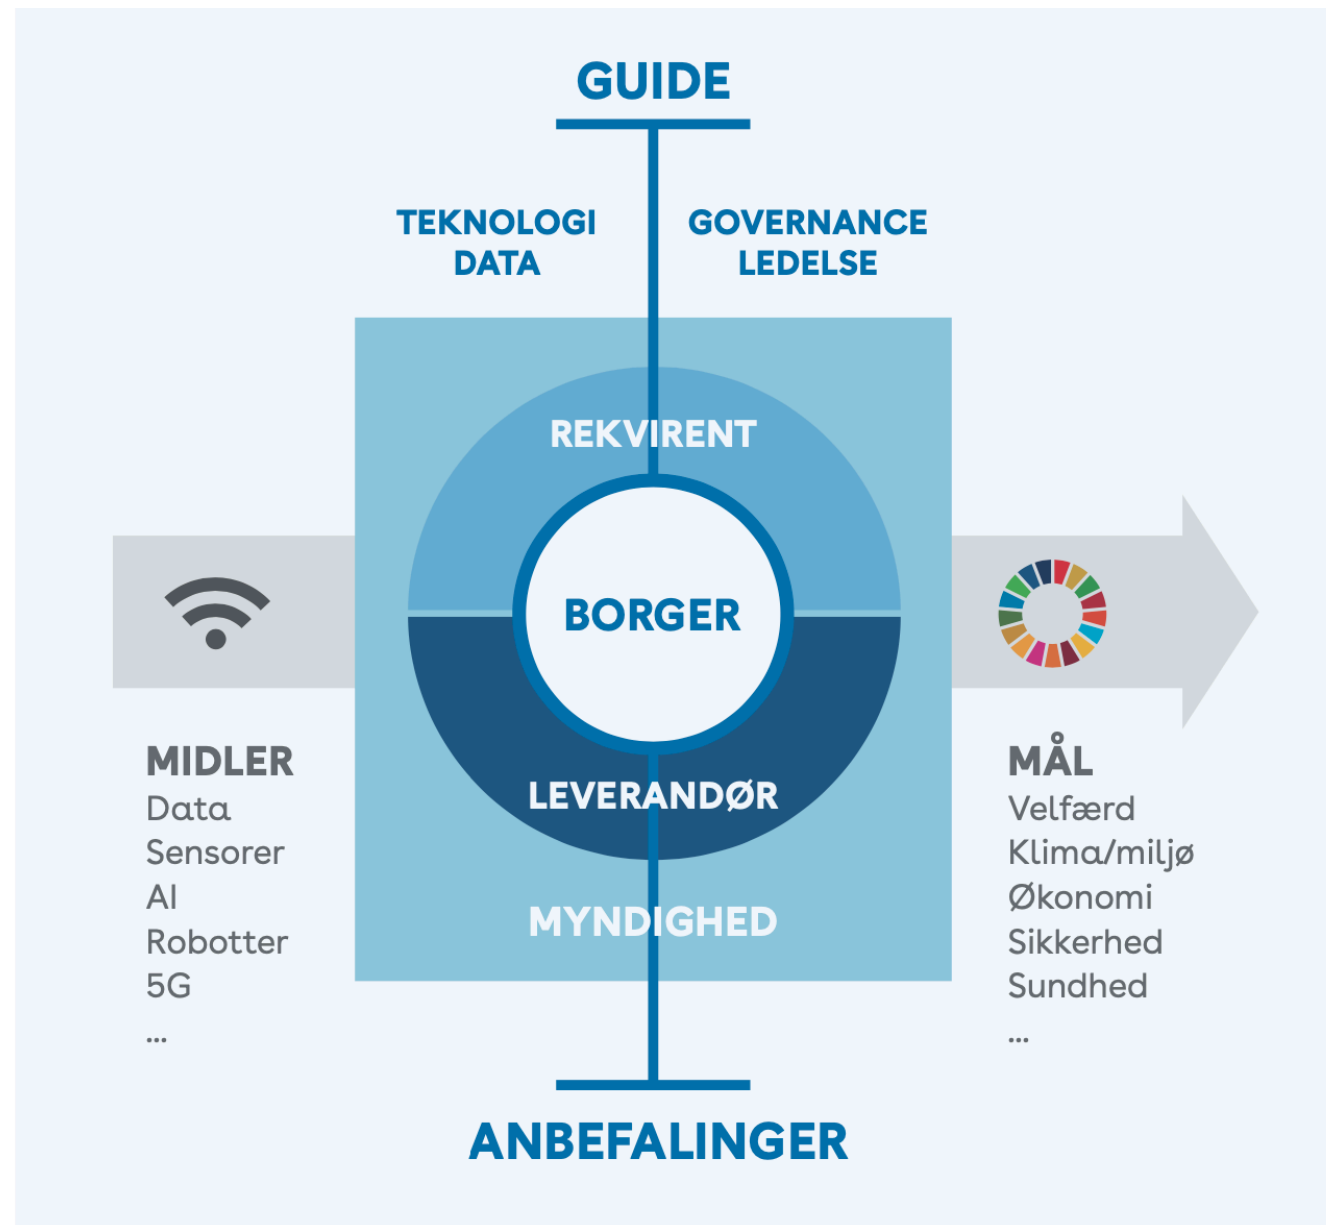 GUIDE
TEKNOLOGI
DATA
GOVERNANCE
LEDELSE
REKVIRENT
BORGER
LEVERANDØR
MYNDIGHED
MIDLER
Data
Sensorer
AI
Robotter
5G
...
MÅL
Velfærd
Klima/miljø
Økonomi
Sikkerhed
Sundhed
...
ANBEFALINGER